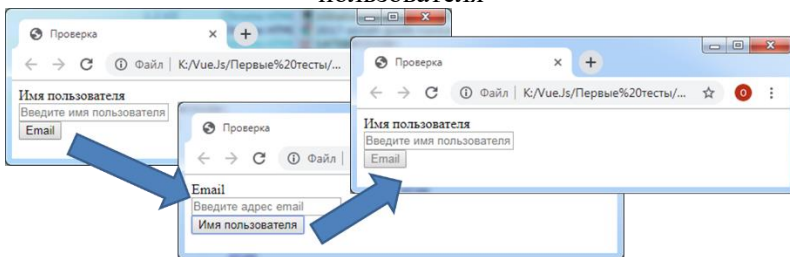 пользователя
Проверка
Файл | K:/Vue.Js/Первые%20тесты/...
Имя пользователя
Введите имя пользователя
Email
Проверка
Файл
Email
Введите адрес email
Имя пользователя
Проверка
Файл | K:/Vue.Js/Первые%20тесты/...
О
Имя пользователя
Введите имя пользователя
Email